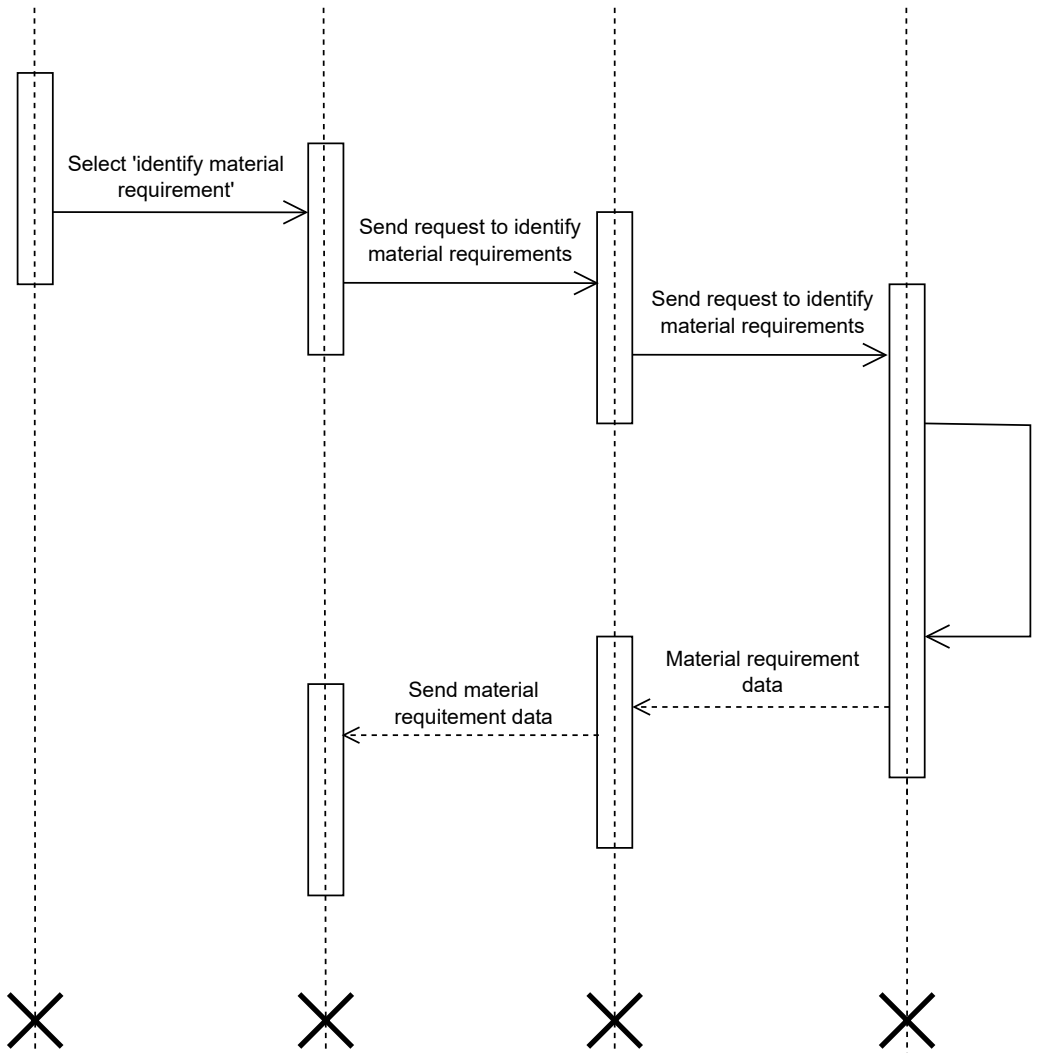 Select 'identify material
requirement'
Send request to identify
material requirements
Send request to identify
material requirements
Material requirement
data
Send material
requitement data